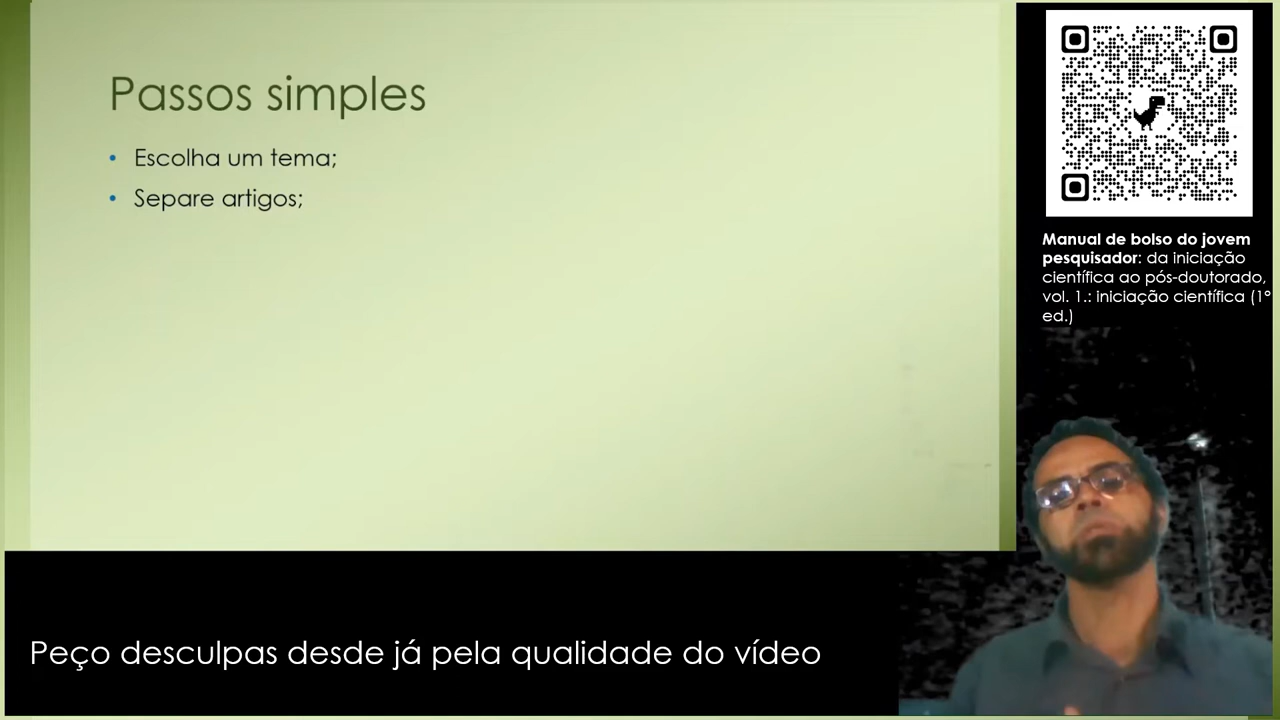 Passos simples
• Escolha um tema;
• Separe artigos;
Manual de bolso do jovem
pesquisador: da iniciação
científica ao pós-doutorado,
vol. 1.: iniciação científica (1º
ed.)
Peço desculpas desde já pela qualidade do vídeo